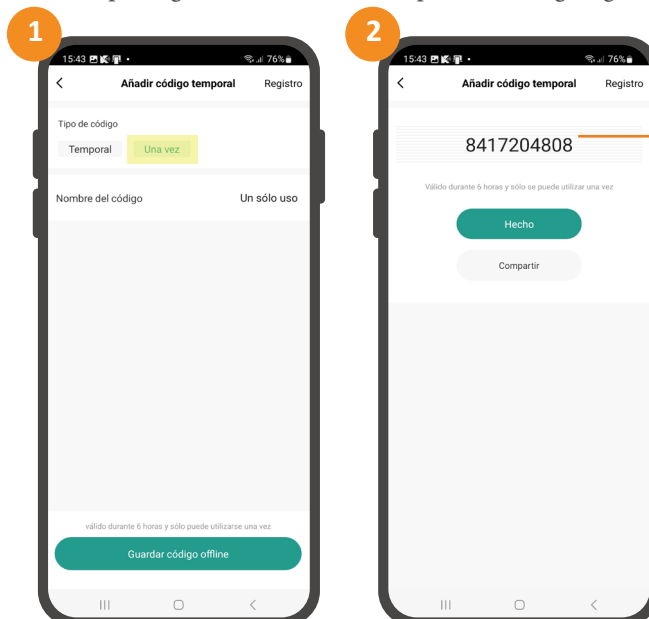 1
15:43
76%
Añadir código temporal
Registro
Tipo de código
Temporal
Una vez
Nombre del código
Un sólo uso
válido durante 6 horas y sólo puede utilizarse una vez
Guardar código offline
2
15:43
76%
Añadir código temporal
Registro
8417204808
Válido durante 6 horas y sólo se puede utilizar una vez
Hecho
Compartir